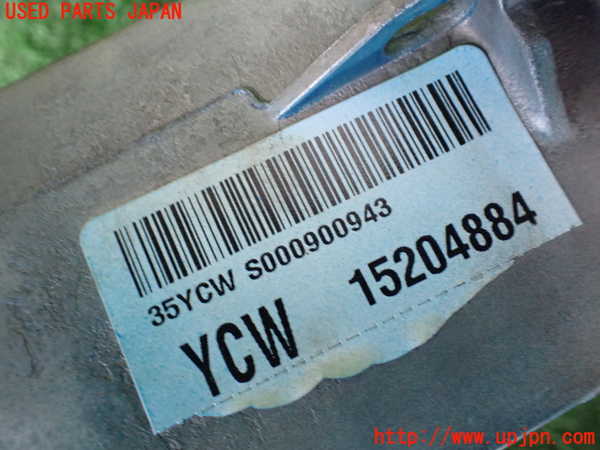 USED PARTS JAPAN
35YCW S000900943
YCW 15204884
http://www.upjpn.com/